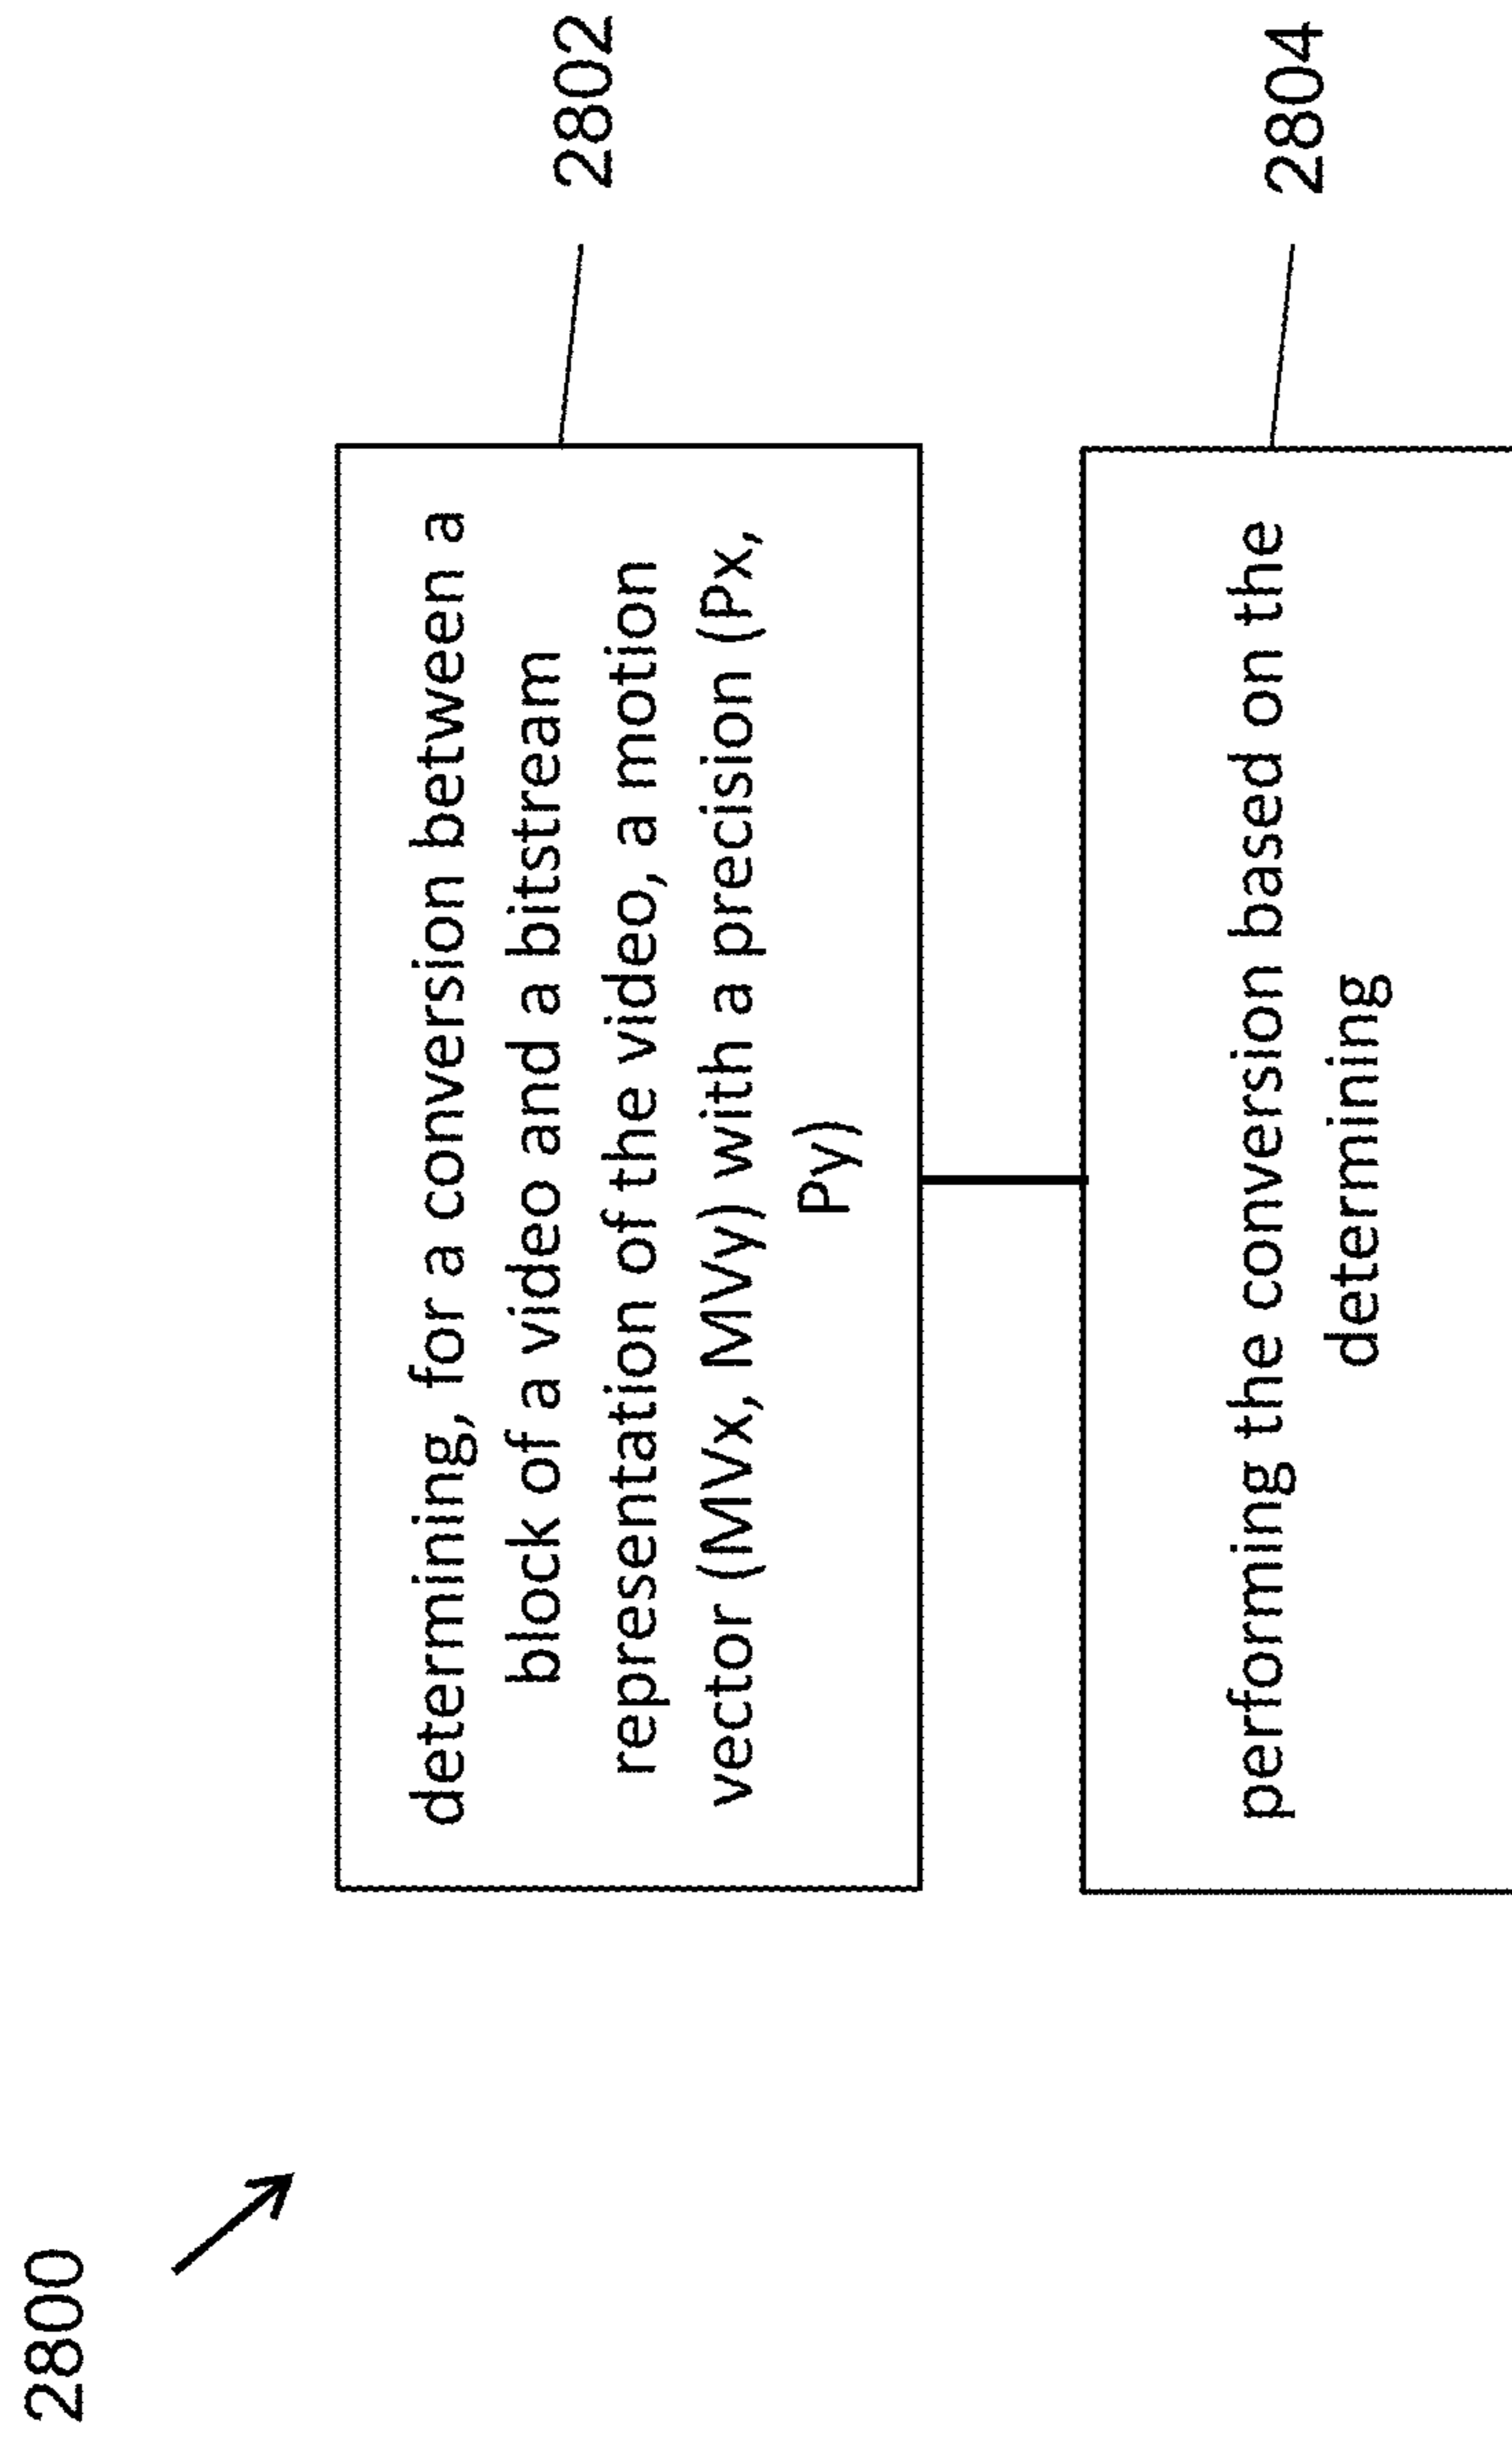 2800
determining, for a conversion between a
block of a video and a bitstream
representation of the video, a motion
vector (MVx, MVy) with a precision (Px,
Py)
2802
performing the conversion based on the
determining
2804